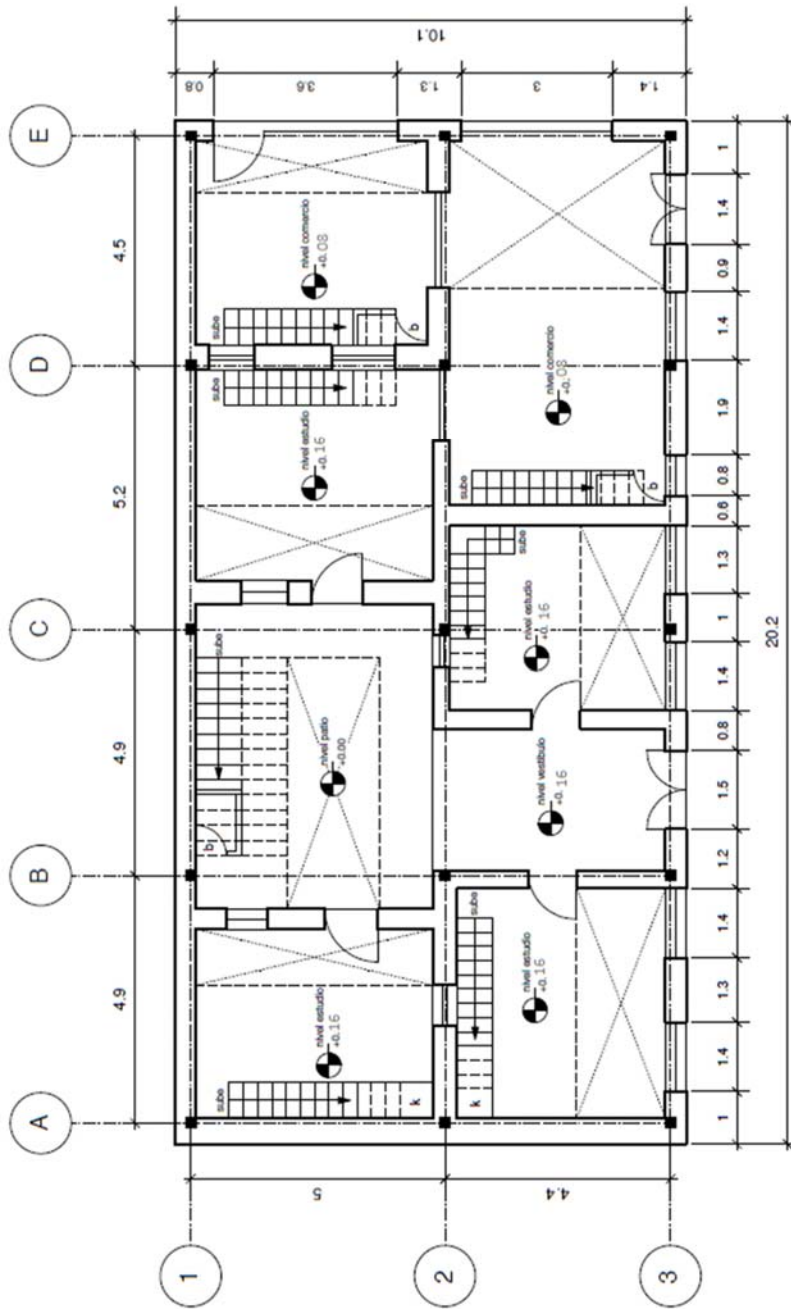 A B C D E
4.9 4.9 5.2 4.5
1
2
3
5
4.4
0.8
3.6
1.3
3
1.4
10.1
sube
k
nivel estudio
+0.16
b
sube
nivel patio
+0.00
nivel estudio
+0.16
sube
sube
b
nivel comercio
+0.08
k
sube
nivel estudio
+0.16
nivel vestíbulo
+0.16
sube
nivel estudio
+0.16
sube
b
nivel comercio
+0.08
1 1.4 1.3 1.4 1.2 1.5 0.8 1.4 1 1.3 0.6 0.8 1.9 1.4 0.9 1.4 1
20.2